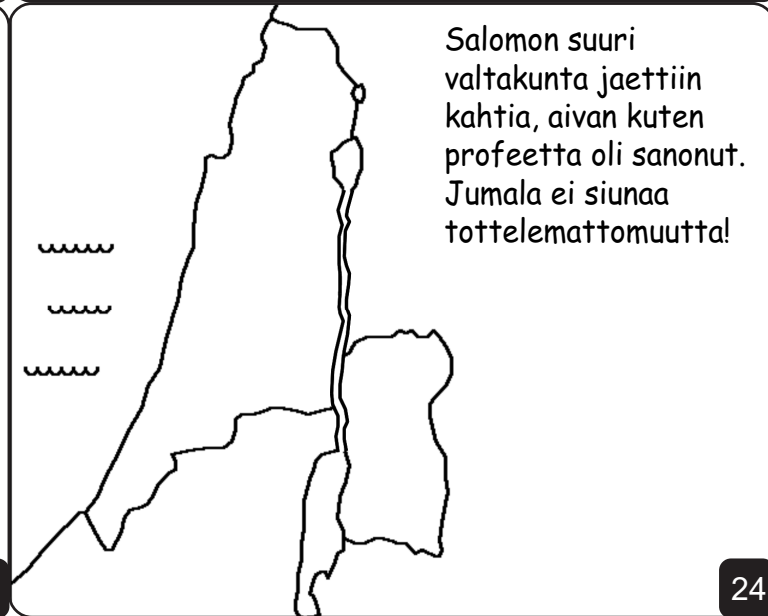 Salomon suuri
valtakunta jaettiin
kahtia, aivan kuten
profeetta oli sanonut.
Jumala ei siunaa
tottelemattomuutta!
24